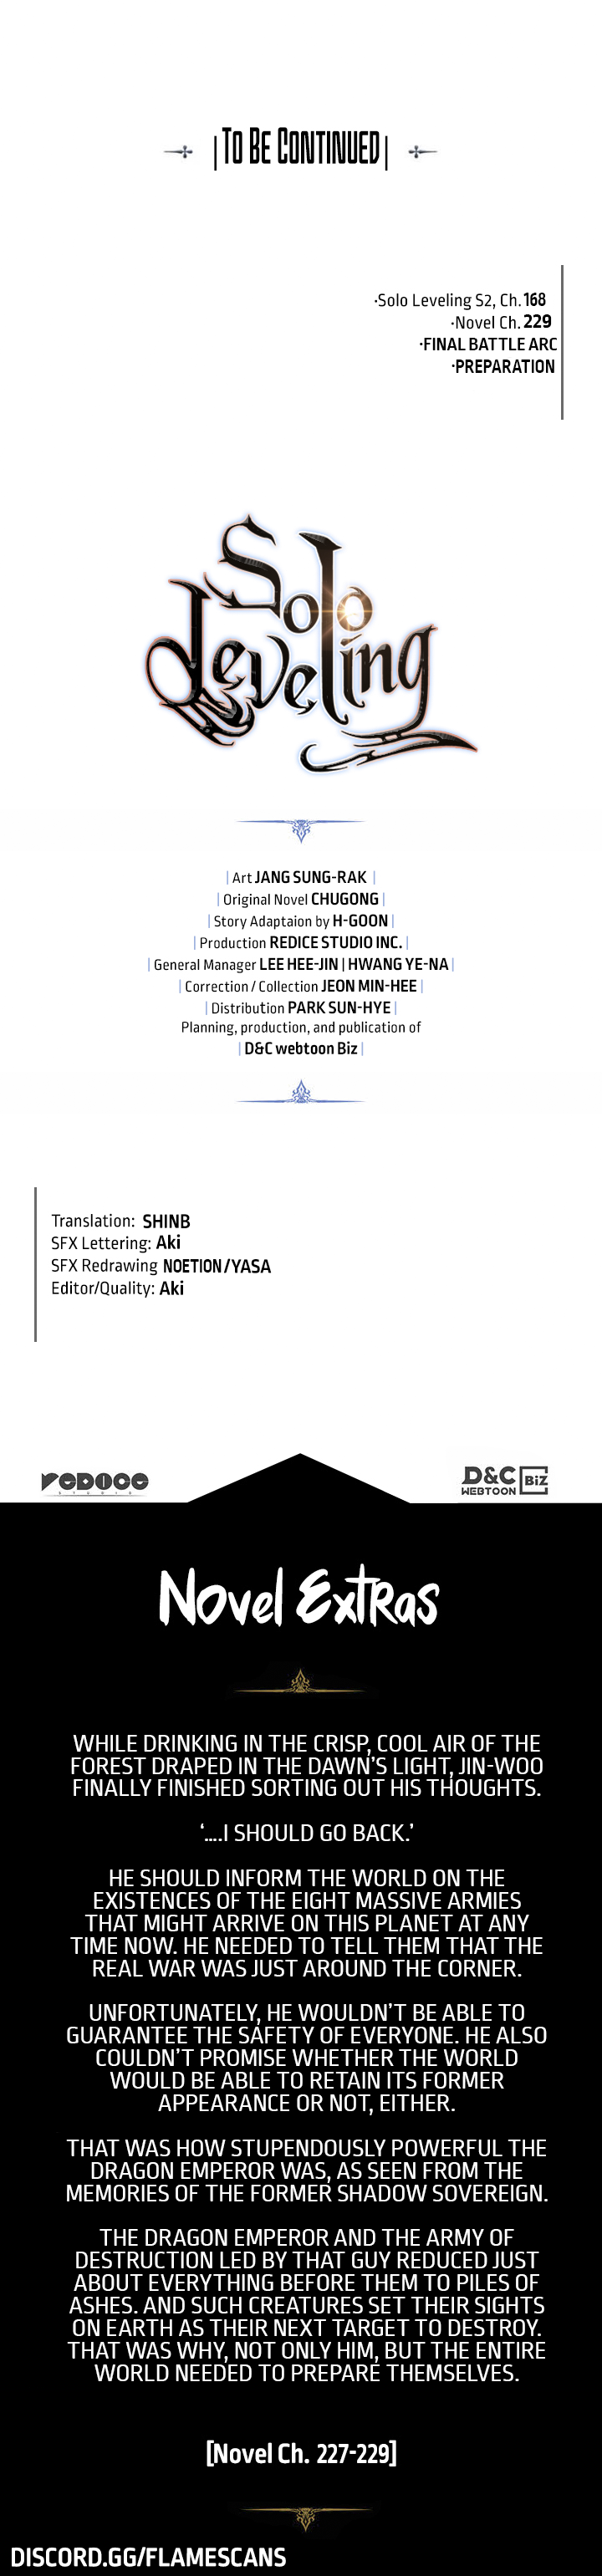 To Be Continued
·Solo Leveling S2, Ch.168
·Novel Ch. 229
·FINAL BATTLE ARC
·PREPARATION
Solo
Leveling
| Art JANG SUNG-RAK |
| Original Novel CHUGONG |
| Story Adaptaion by H-GOON |
| Production REDICE STUDIO INC. |
| General Manager LEE HEE-JIN | HWANG YE-NA |
| Correction / Collection JEON MIN-HEE |
| Distribution PARK SUN-HYE |
Planning, production, and publication of
| D&C webtoon Biz |
Translation: SHINB
SFX Lettering: Aki
SFX Redrawing NOETION/YASA
Editor/Quality: Aki
REDICE
STUDIO
D&C
WEBTOON BiZ
Novel Extras
WHILE DRINKING IN THE CRISP, COOL AIR OF THE
FOREST DRAPED IN THE DAWN'S LIGHT, JIN-WOO
FINALLY FINISHED SORTING OUT HIS THOUGHTS.
'....I SHOULD GO BACK.'
HE SHOULD INFORM THE WORLD ON THE
EXISTENCES OF THE EIGHT MASSIVE ARMIES
THAT MIGHT ARRIVE ON THIS PLANET AT ANY
TIME NOW. HE NEEDED TO TELL THEM THAT THE
REAL WAR WAS JUST AROUND THE CORNER.
UNFORTUNATELY, HE WOULDN'T BE ABLE TO
GUARANTEE THE SAFETY OF EVERYONE. HE ALSO
COULDN'T PROMISE WHETHER THE WORLD
WOULD BE ABLE TO RETAIN ITS FORMER
APPEARANCE OR NOT, EITHER.
THAT WAS HOW STUPENDOUSLY POWERFUL THE
DRAGON EMPEROR WAS, AS SEEN FROM THE
MEMORIES OF THE FORMER SHADOW SOVEREIGN.
THE DRAGON EMPEROR AND THE ARMY OF
DESTRUCTION LED BY THAT GUY REDUCED JUST
ABOUT EVERYTHING BEFORE THEM TO PILES OF
ASHES. AND SUCH CREATURES SET THEIR SIGHTS
ON EARTH AS THEIR NEXT TARGET TO DESTROY.
THAT WAS WHY, NOT ONLY HIM, BUT THE ENTIRE
WORLD NEEDED TO PREPARE THEMSELVES.
[Novel Ch. 227-229]
DISCORD.GG/FLAMESCANS